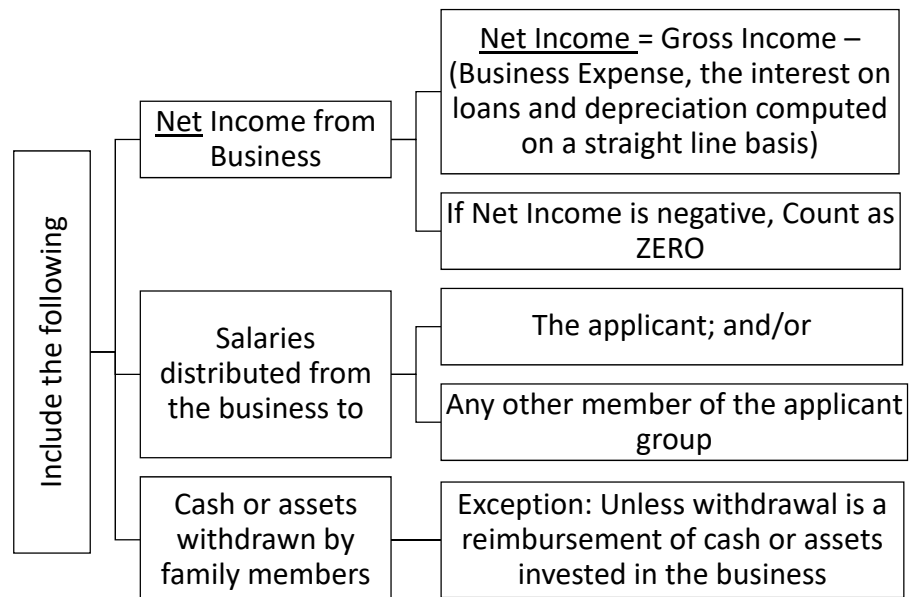 Include the following
Net Income from
Business
Net Income = Gross Income –
(Business Expense, the interest on
loans and depreciation computed
on a straight line basis)
If Net Income is negative, Count as
ZERO
Salaries
distributed from
the business to
The applicant; and/or
Any other member of the applicant
group
Cash or assets
withdrawn by
family members
Exception: Unless withdrawal is a
reimbursement of cash or assets
invested in the business